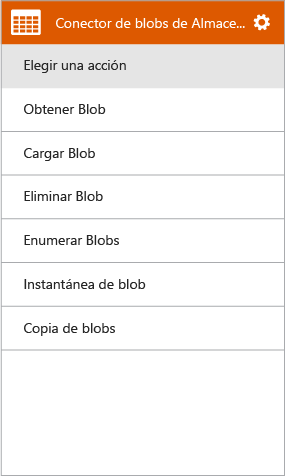 Conector de blobs de Almace...
Elegir una acción
Obtener Blob
Cargar Blob
Eliminar Blob
Enumerar Blobs
Instantánea de blob
Copia de blobs